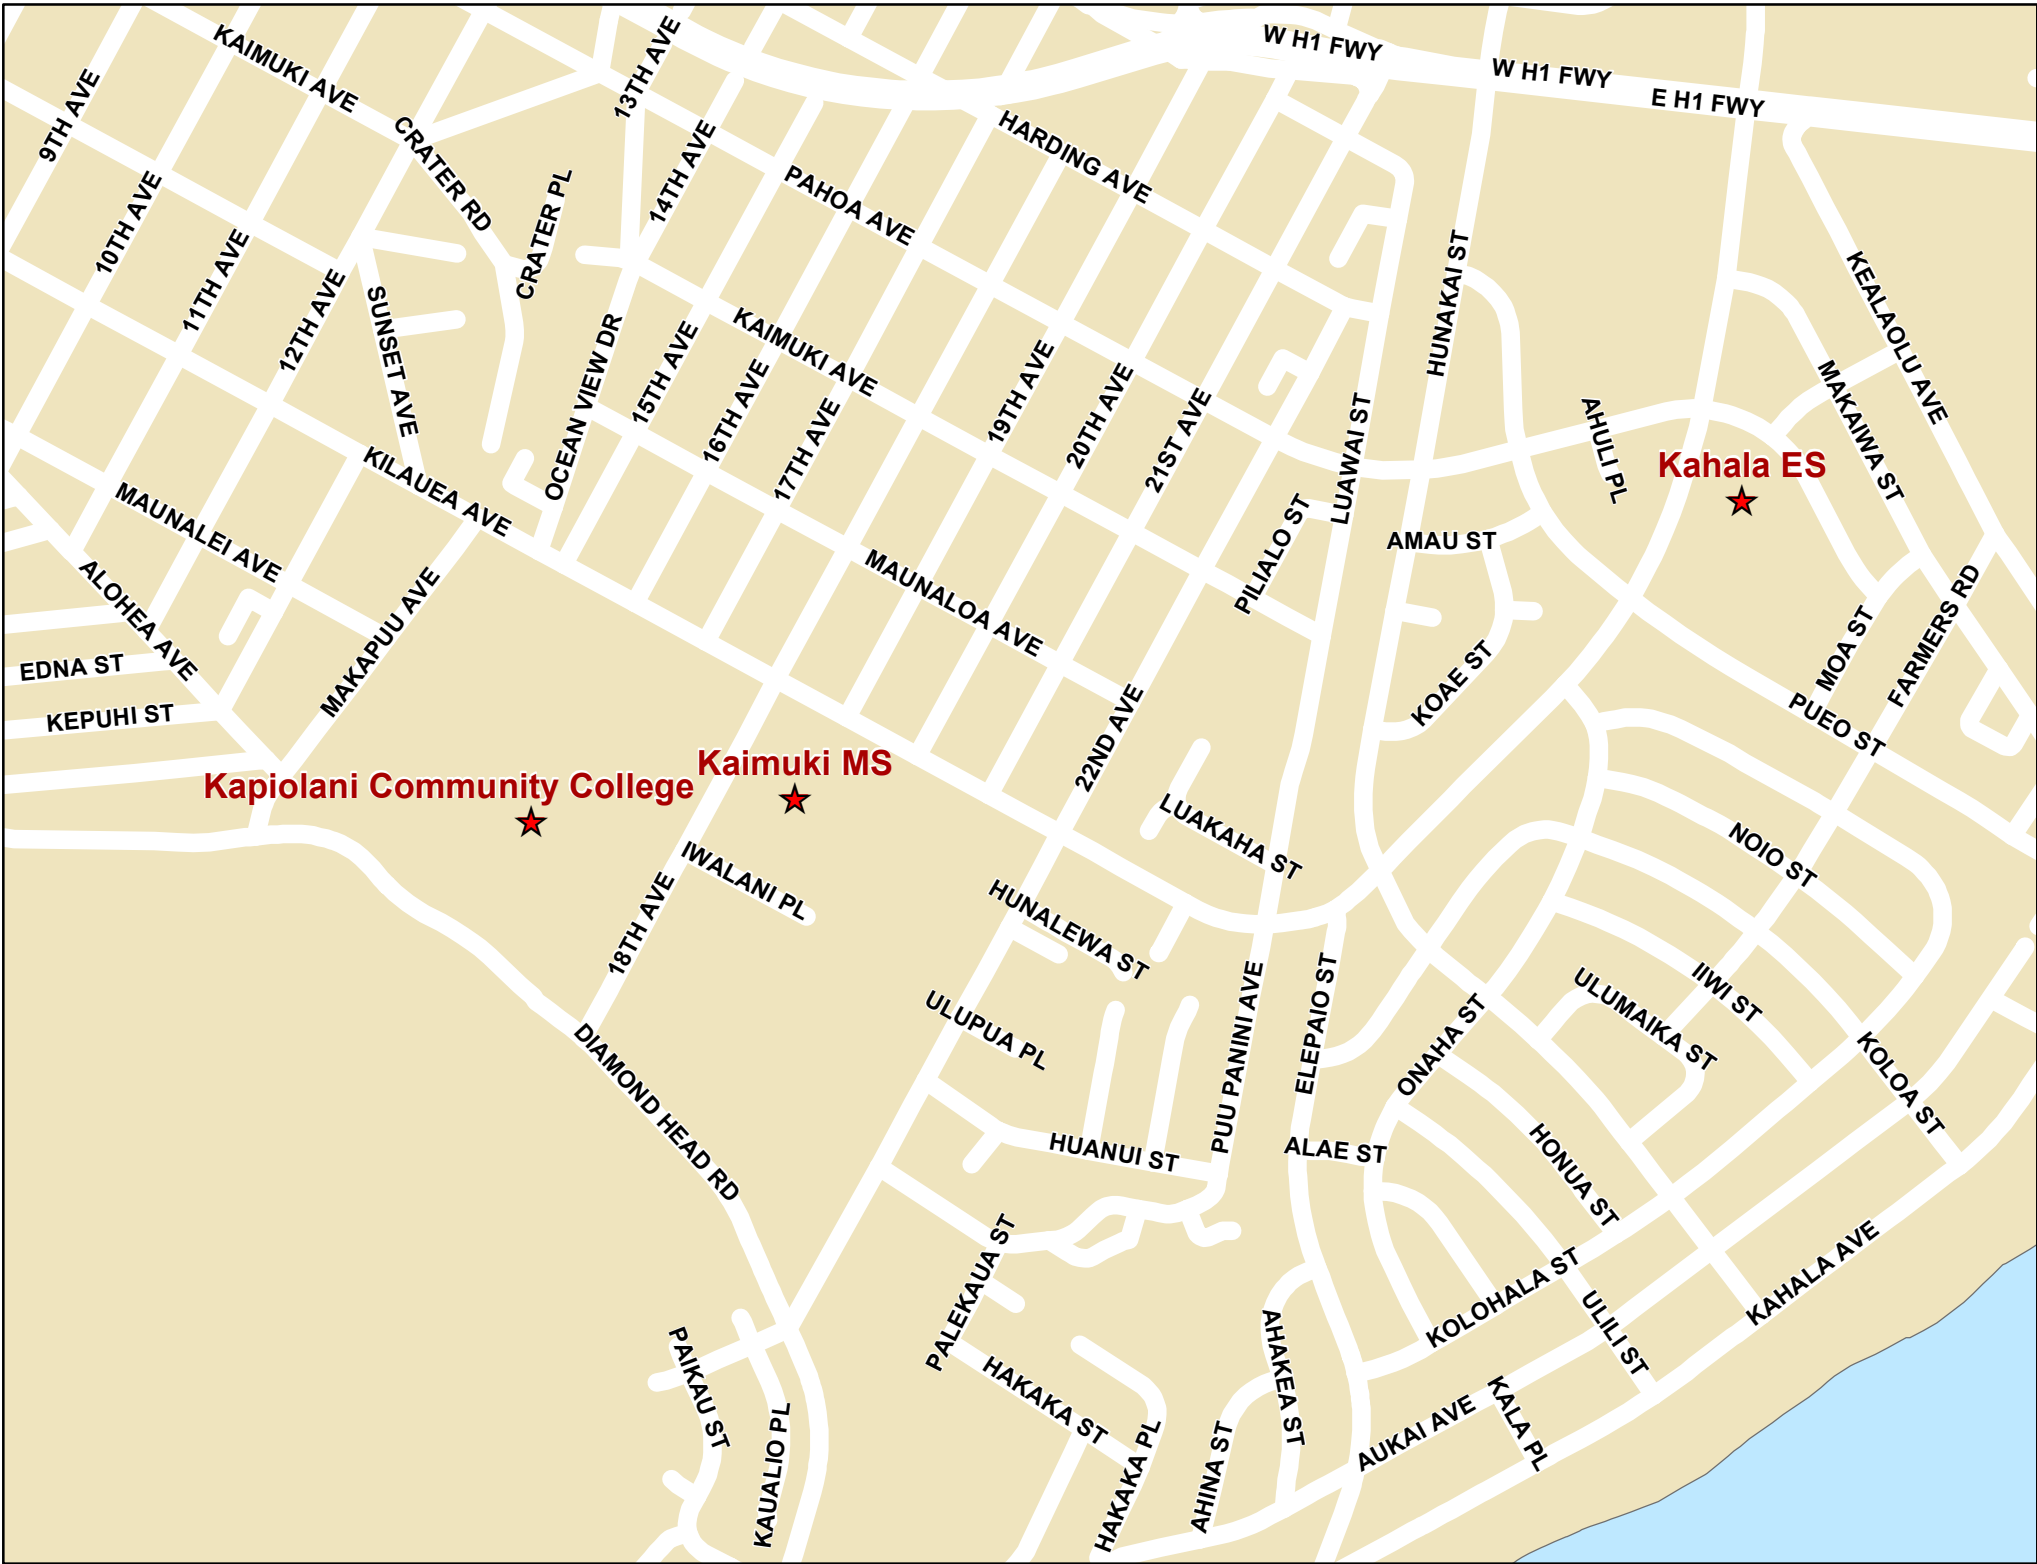 KAIMUKI AVE
13TH AVE
W H1 FWY
W H1 FWY
E H1 FWY
9TH AVE
CRATER RD
HARDING AVE
14TH AVE
PAHOA AVE
10TH AVE
CRATER PL
11TH AVE
12TH AVE
SUNSET AVE
HUNAKAI ST
KEALAOLU AVE
OCEAN VIEW DR
15TH AVE
KAIMUKI AVE
16TH AVE
17TH AVE
19TH AVE
20TH AVE
21ST AVE
LUAWAI ST
AHULI PL
MAKAIWA ST
Kahala ES
KILAUEA AVE
MAUNALEI AVE
PILIALO ST
AMAU ST
MAUNALOA AVE
ALOHEA AVE
MAKAPUU AVE
KOAE ST
MOA ST
FARMERS RD
EDNA ST
KEPUHI ST
22ND AVE
PUEO ST
Kaimuki MS
Kapiolani Community College
LUAKAHA ST
NOIO ST
IWALANI PL
18TH AVE
HUNALEWA ST
PUU PANINI AVE
ELEPAIO ST
IIWI ST
ULUMAIKA ST
ULUPUA PL
ONAHA ST
KOLOA ST
DIAMOND HEAD RD
HUANUI ST
ALAE ST
HONUA ST
PALEKAUA ST
KOLOHALA ST
KAHALA AVE
ULILI ST
PAIKAU ST
AHAKEA ST
HAKAKA ST
KAUALIO PL
HAKAKA PL
AHINA ST
AUKAI AVE
KALA PL